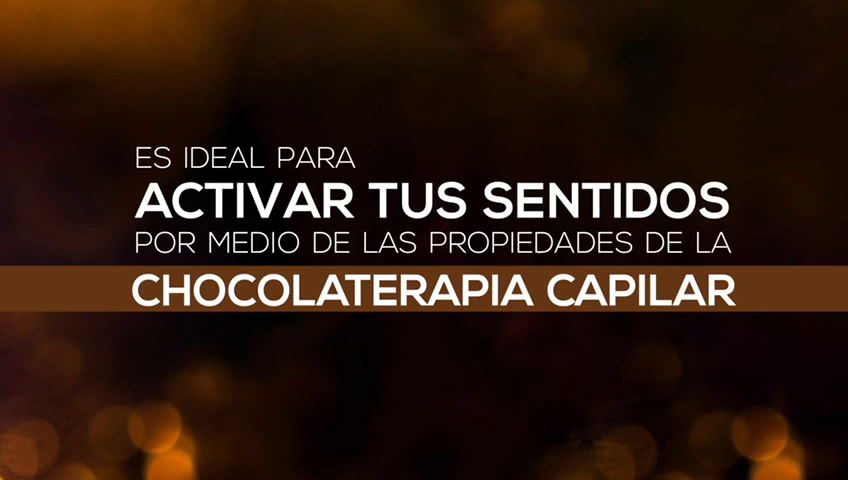 ES IDEAL PARA
ACTIVAR TUS SENTIDOS
POR MEDIO DE LAS PROPIEDADES DE LA
CHOCOLATERAPIA CAPILAR